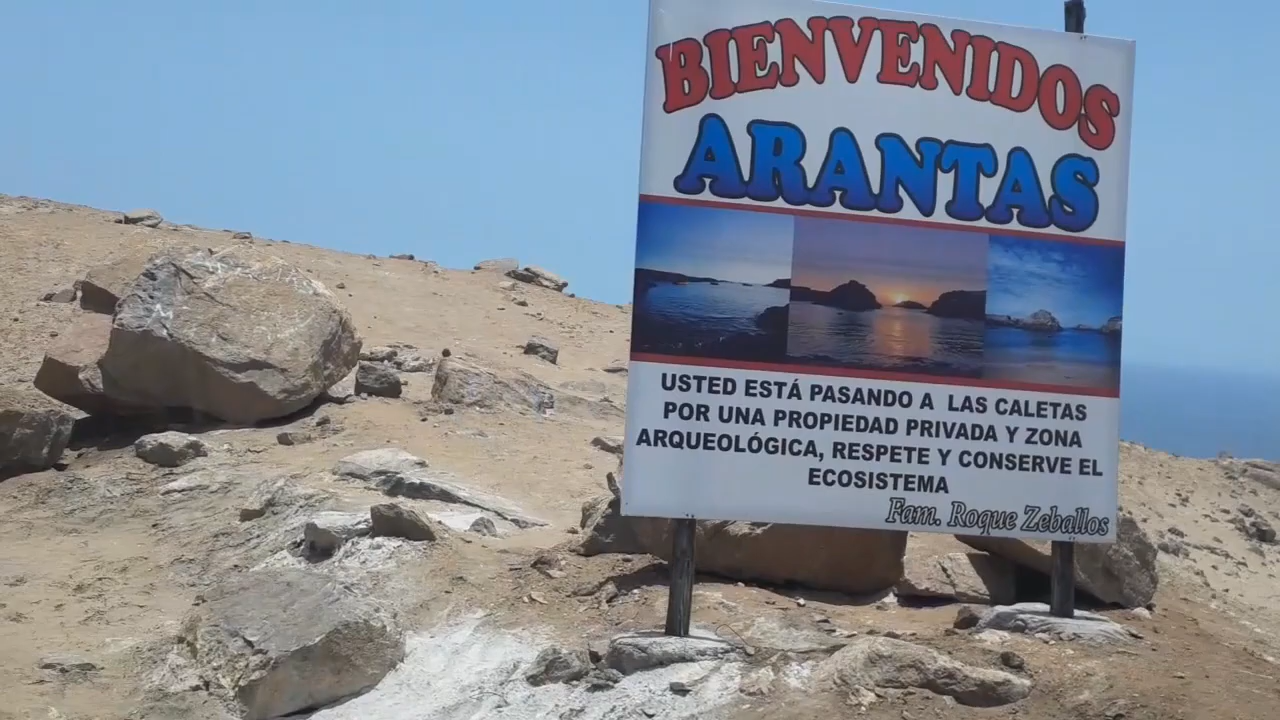 BIENVENIDOS
ARANTAS
USTED ESTÁ PASANDO A LAS CALETAS
POR UNA PROPIEDAD PRIVADA Y ZONA
ARQUEOLÓGICA, RESPETE Y CONSERVE EL
ECOSISTEMA
Fam. Roque Zeballos